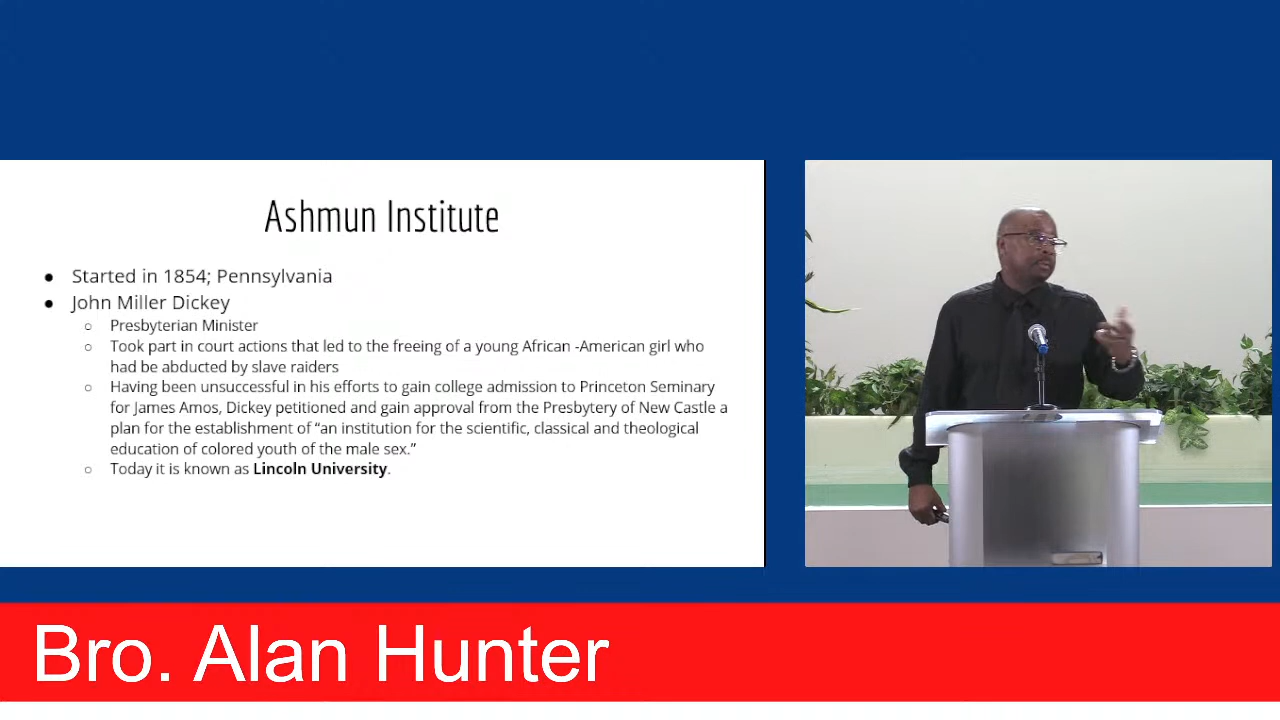 Ashmun Institute
● Started in 1854; Pennsylvania
● John Miller Dickey
○ Presbyterian Minister
○ Took part in court actions that led to the freeing of a young African -American girl who
had be abducted by slave raiders
○ Having been unsuccessful in his efforts to gain college admission to Princeton Seminary
for James Amos, Dickey petitioned and gain approval from the Presbytery of New Castle a
plan for the establishment of “an institution for the scientific, classical and theological
education of colored youth of the male sex.”
○ Today it is known as Lincoln University.
Bro. Alan Hunter